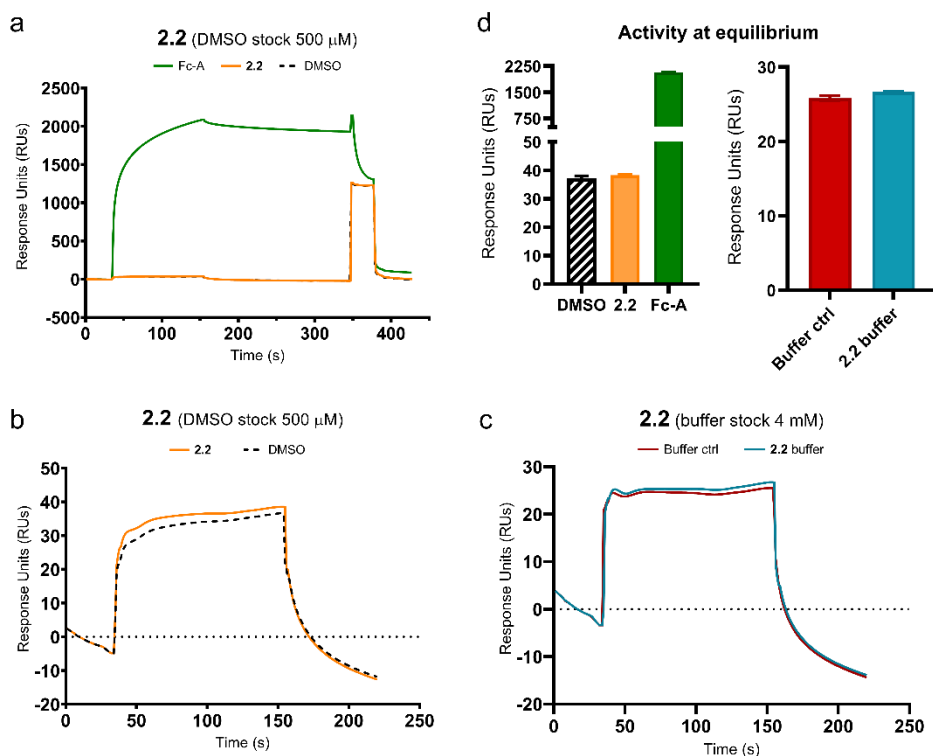 a
2.2 (DMSO stock 500 μM)
Fc-A 2.2 DMSO
Response Units (RUs)
2500
2000
1500
1000
500
0
-500
0 100 200 300 400
Time (s)
d
Activity at equilibrium
Response Units (RUs)
2250
1500
750
50
40
30
20
10
0
DMSO 2.2 Fc-A
Response Units (RUs)
30
20
10
0
Buffer ctrl
2.2 buffer
b
2.2 (DMSO stock 500 μM)
2.2 DMSO
Response Units (RUs)
50
40
30
20
10
0
-10
-20
0 50 100 150 200 250
Time (s)
c
2.2 (buffer stock 4 mM)
Buffer ctrl 2.2 buffer
Response Units (RUs)
30
20
10
0
-10
-20
0 50 100 150 200 250
Time (s)